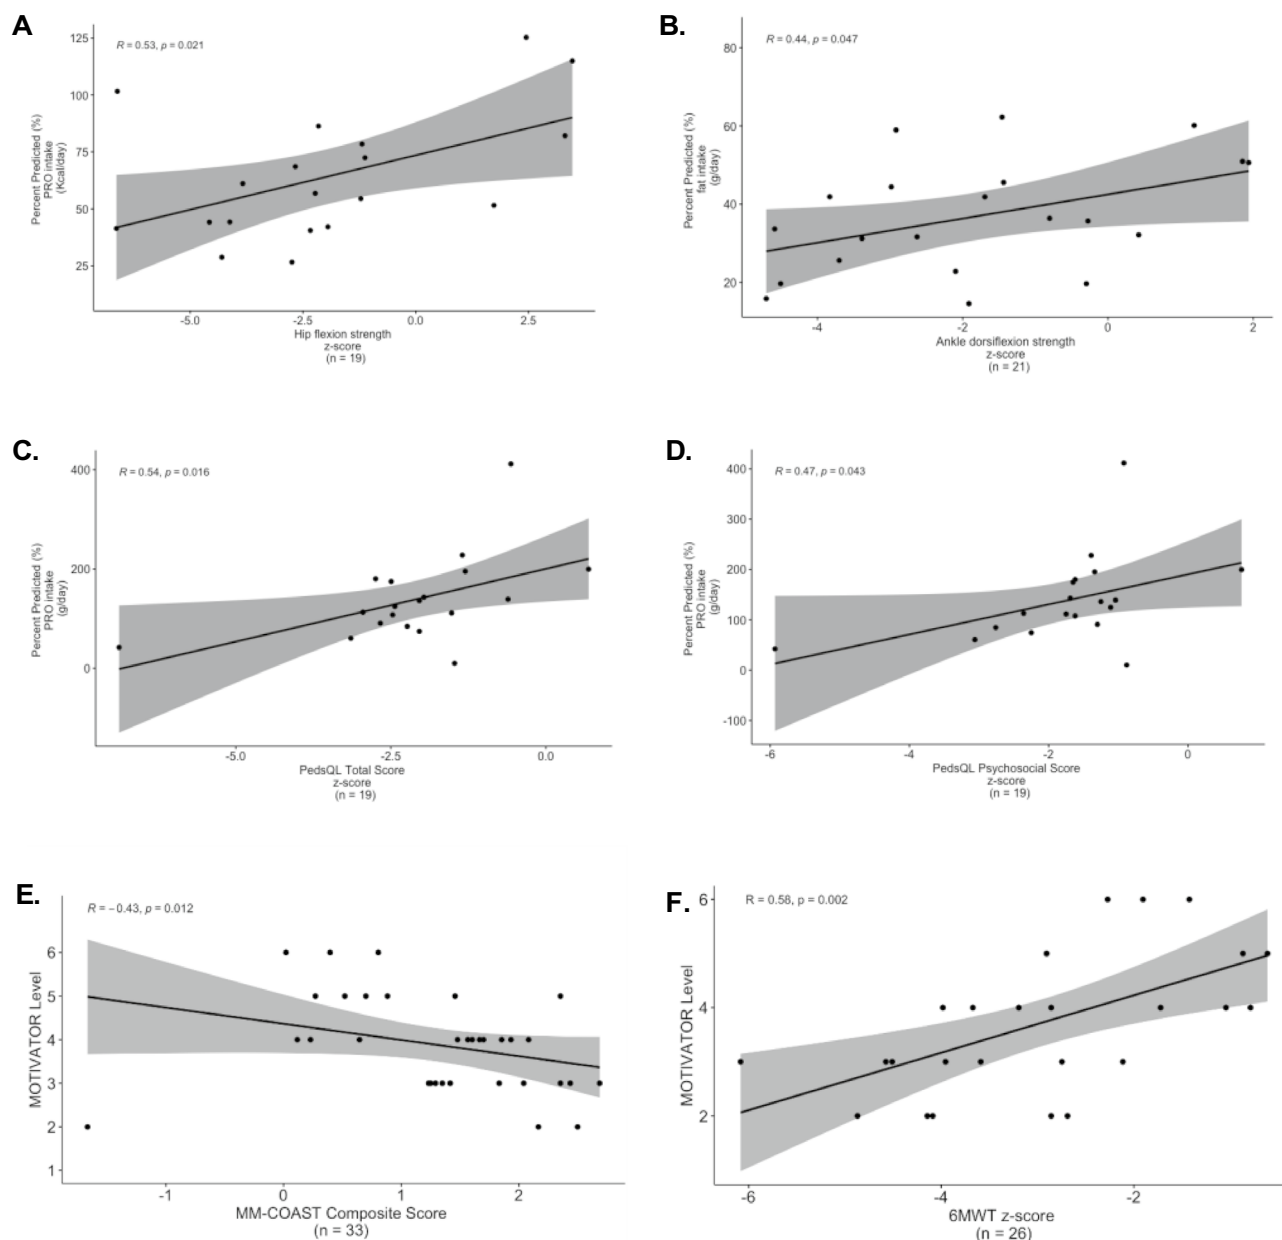 A
R = 0.53, p = 0.021
Percent Predicted (%)
PRO intake
(Kcal/day)
125
100
75
50
25
-5.0
-2.5
0.0
2.5
Hip flexion strength
z-score
(n = 19)
B.
R = 0.44, p = 0.047
Percent Predicted (%)
fat intake
(g/day)
80
60
40
20
-4
-2
0
2
Ankle dorsiflexion strength
z-score
(n = 21)
C.
R = 0.54, p = 0.016
Percent Predicted (%)
PRO intake
(g/day)
400
200
0
-5.0
-2.5
0.0
PedsQL Total Score
z-score
(n = 19)
D.
R = 0.47, p = 0.043
Percent Predicted (%)
PRO intake
(g/day)
400
300
200
100
0
-100
-6
-4
-2
0
PedsQL Psychosocial Score
z-score
(n = 19)
E.
R = −0.43, p = 0.012
MOTIVATOR Level
6
5
4
3
2
1
-1
0
1
2
MM-COAST Composite Score
(n = 33)
F.
R = 0.58, p = 0.002
MOTIVATOR Level
6
4
2
-6
-4
-2
6MWT z-score
(n = 26)